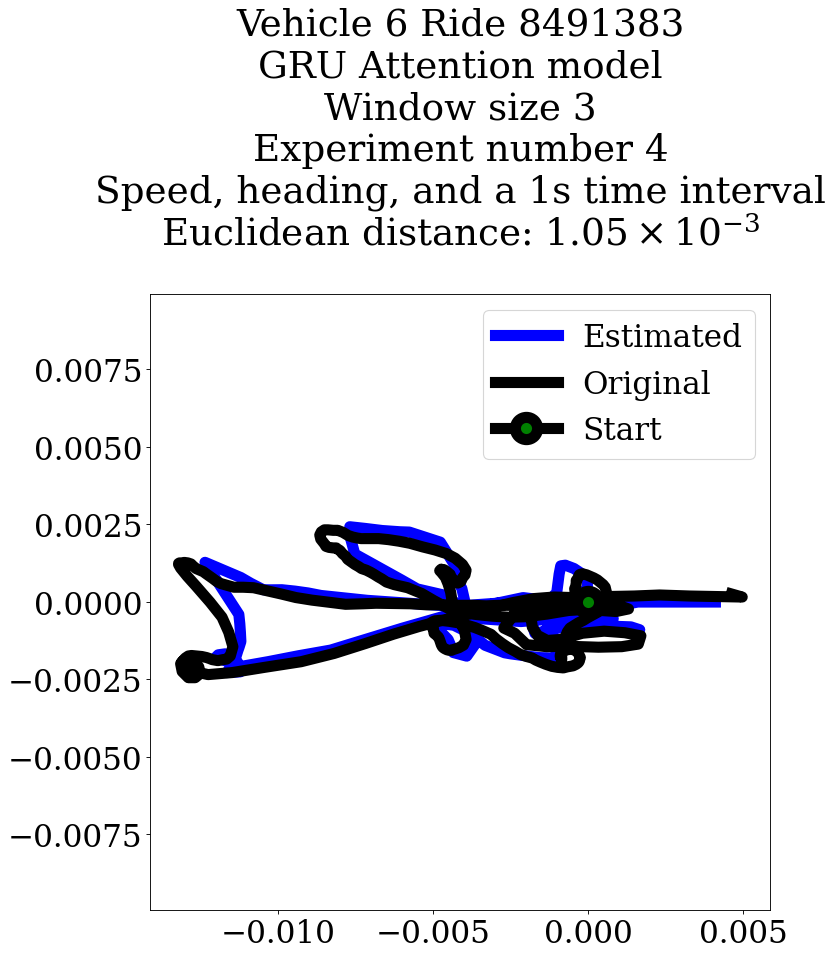 Vehicle 6 Ride 8491383
GRU Attention model
Window size 3
Experiment number 4
Speed, heading, and a 1s time interval
Euclidean distance: 1.05 × 10⁻³
Estimated
Original
Start
0.0075
0.0050
0.0025
0.0000
−0.0025
−0.0050
−0.0075
−0.010 −0.005 0.000 0.005